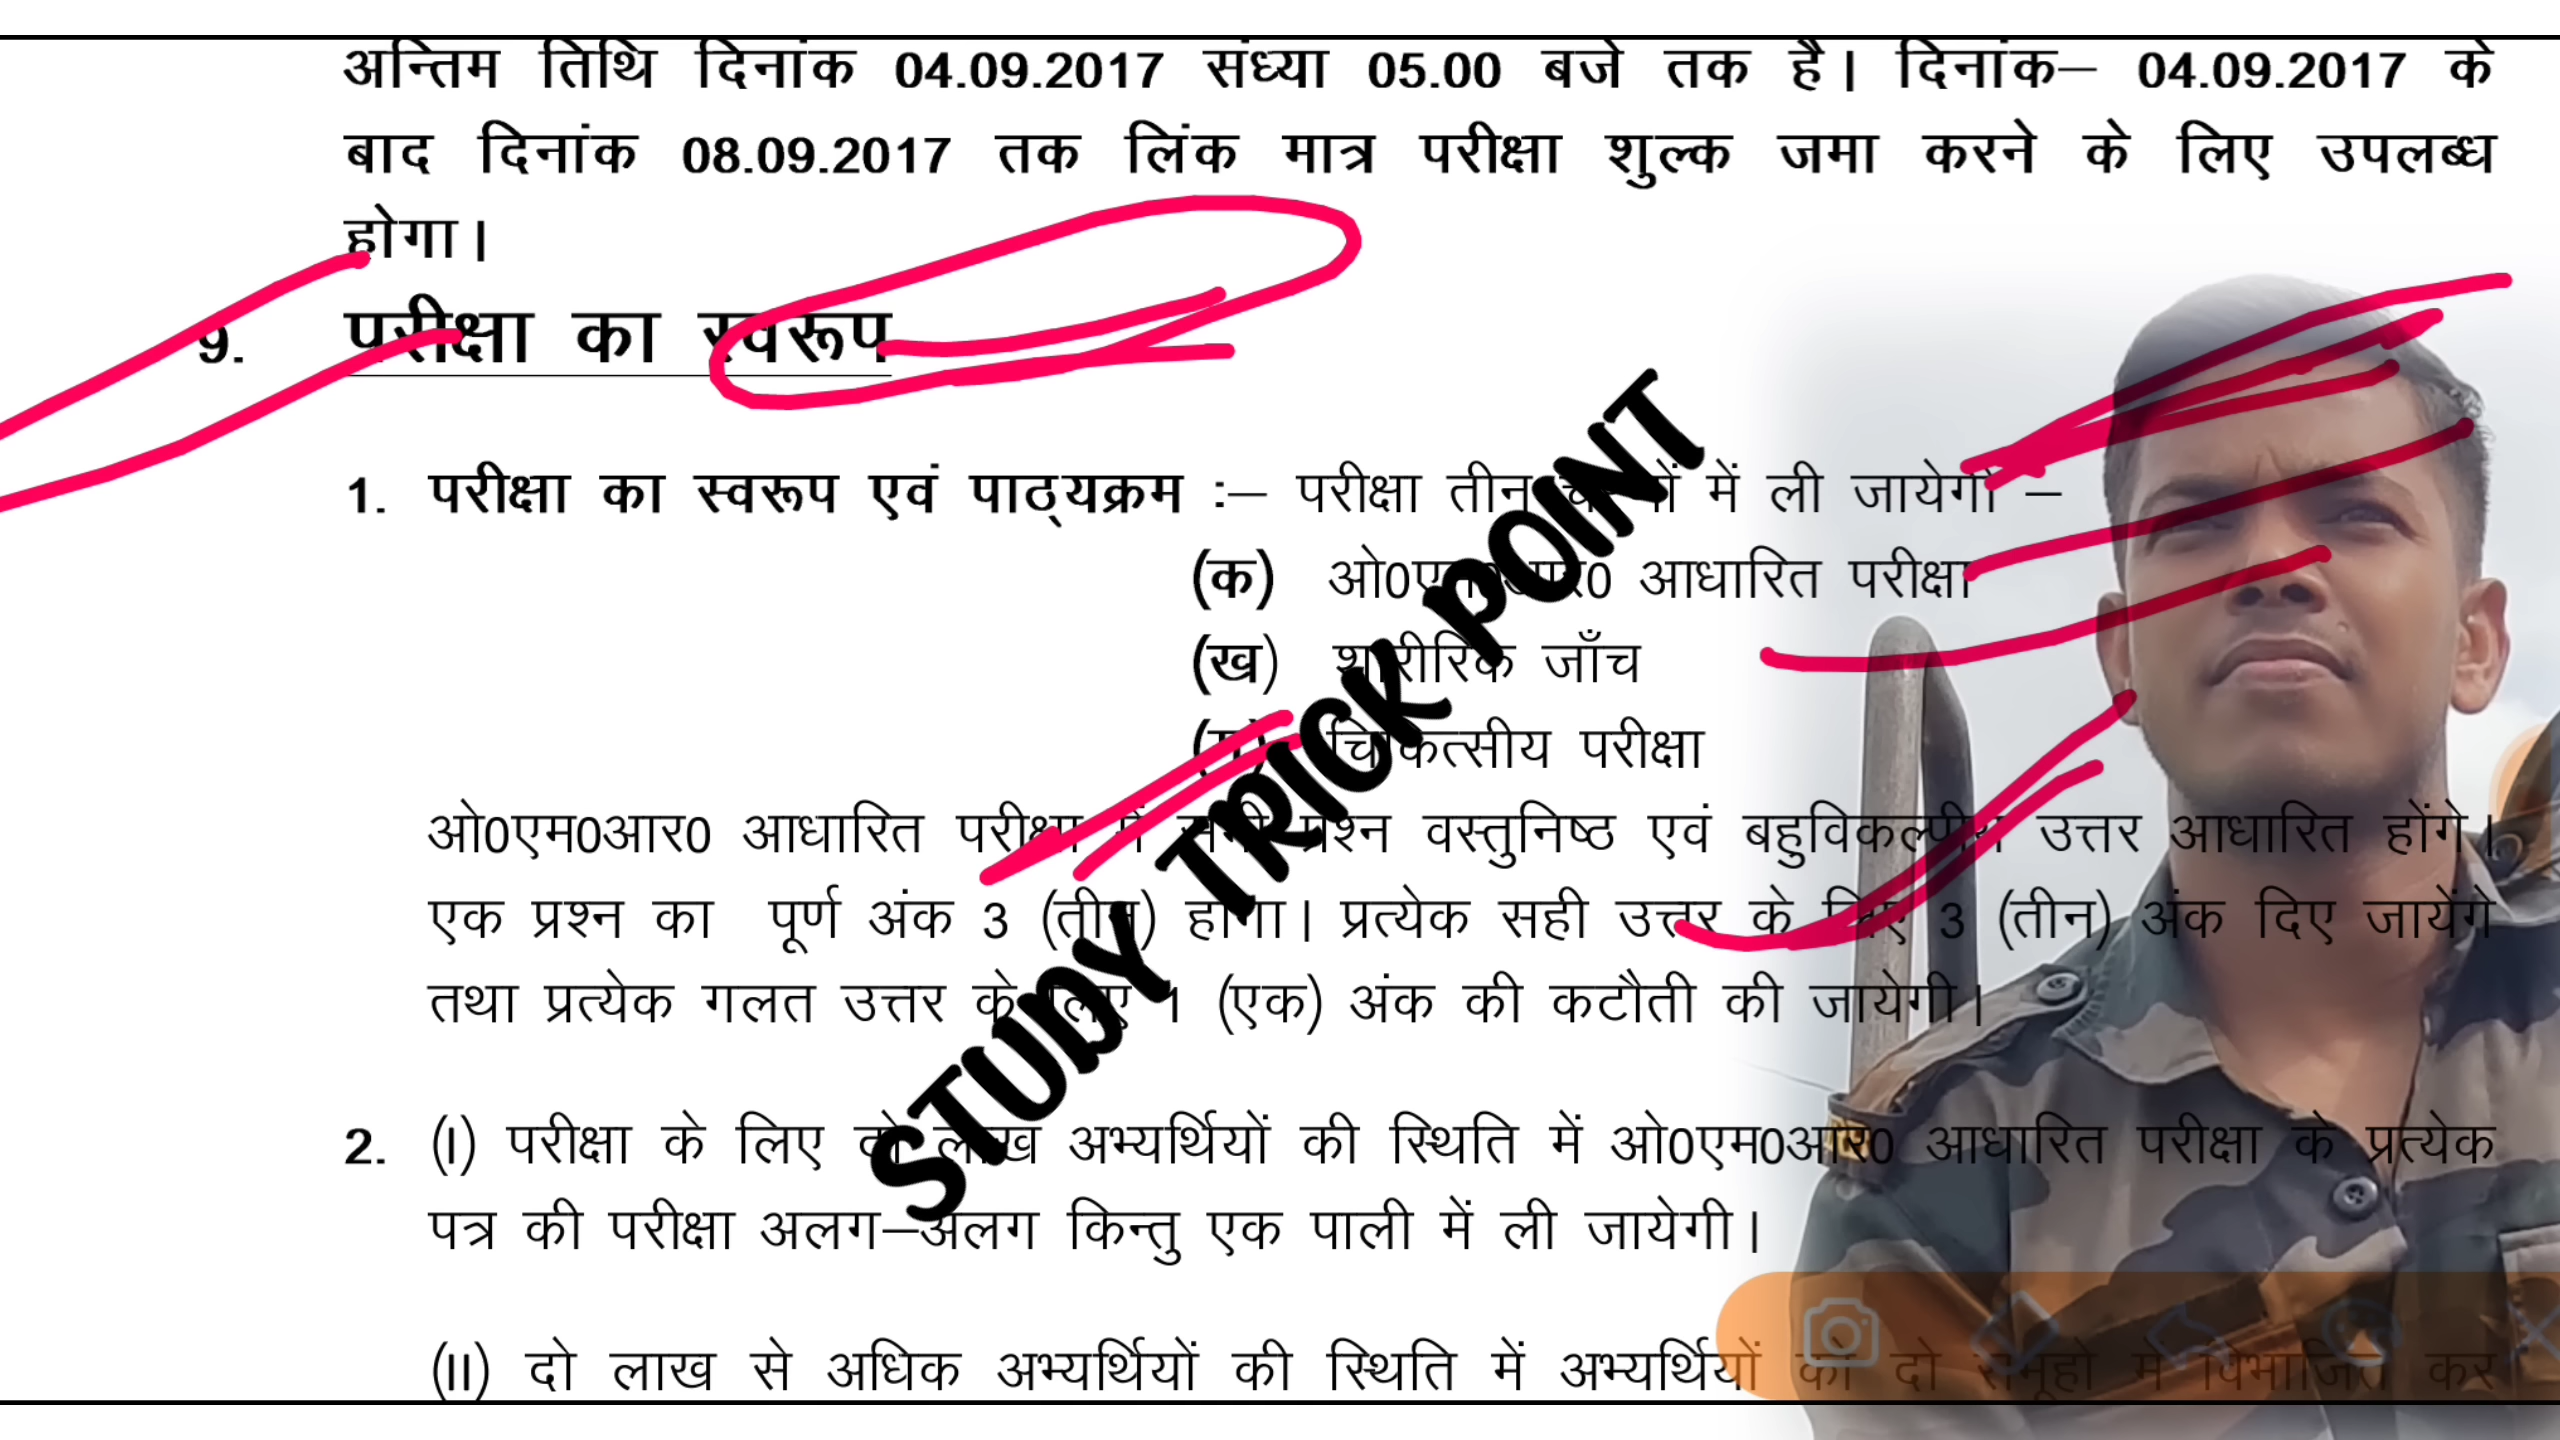 अन्तिम तिथि दिनांक 04.09.2017 संध्या 05.00 बजे तक है। दिनांक– 04.09.2017 के
बाद दिनांक 08.09.2017 तक लिंक मात्र परीक्षा शुल्क जमा करने के लिए उपलब्ध
होगा।
9. परीक्षा का स्वरूप
1. परीक्षा का स्वरूप एवं पाठ्यक्रम :– परीक्षा तीन में ली जायेगी –
(क) ओ0एम0आर0 आधारित परीक्षा
(ख) शारीरिक जाँच
(ग) चिकित्सीय परीक्षा
ओ0एम0आर0 आधारित परीक्षा में सभी प्रश्न वस्तुनिष्ठ एवं बहुविकल्पीय उत्तर आधारित होंगे।
एक प्रश्न का पूर्ण अंक 3 (तीन) होगा। प्रत्येक सही उत्तर के लिए 3 (तीन) अंक दिए जायेंगे
तथा प्रत्येक गलत उत्तर के लिए 1 (एक) अंक की कटौती की जायेगी।
2. (I) परीक्षा के लिए दो लाख अभ्यर्थियों की स्थिति में ओ0एम0आर0 आधारित परीक्षा के प्रत्येक
पत्र की परीक्षा अलग–अलग किन्तु एक पाली में ली जायेगी।
(II) दो लाख से अधिक अभ्यर्थियों की स्थिति में अभ्यर्थियों को दो समूहो में विभाजित कर
STUDY TRICK POINT